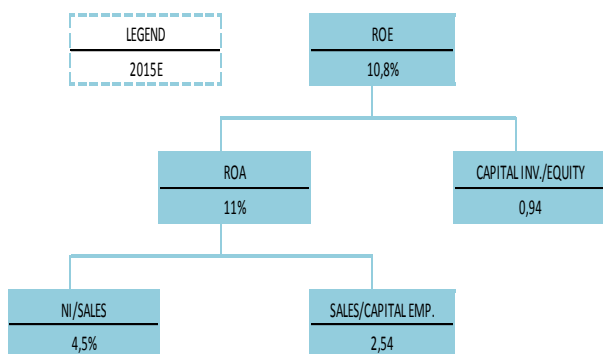 LEGEND
2015E
ROE
10,8%
ROA
11%
CAPITAL INV./EQUITY
0,94
NI/SALES
4,5%
SALES/CAPITAL EMP.
2,54